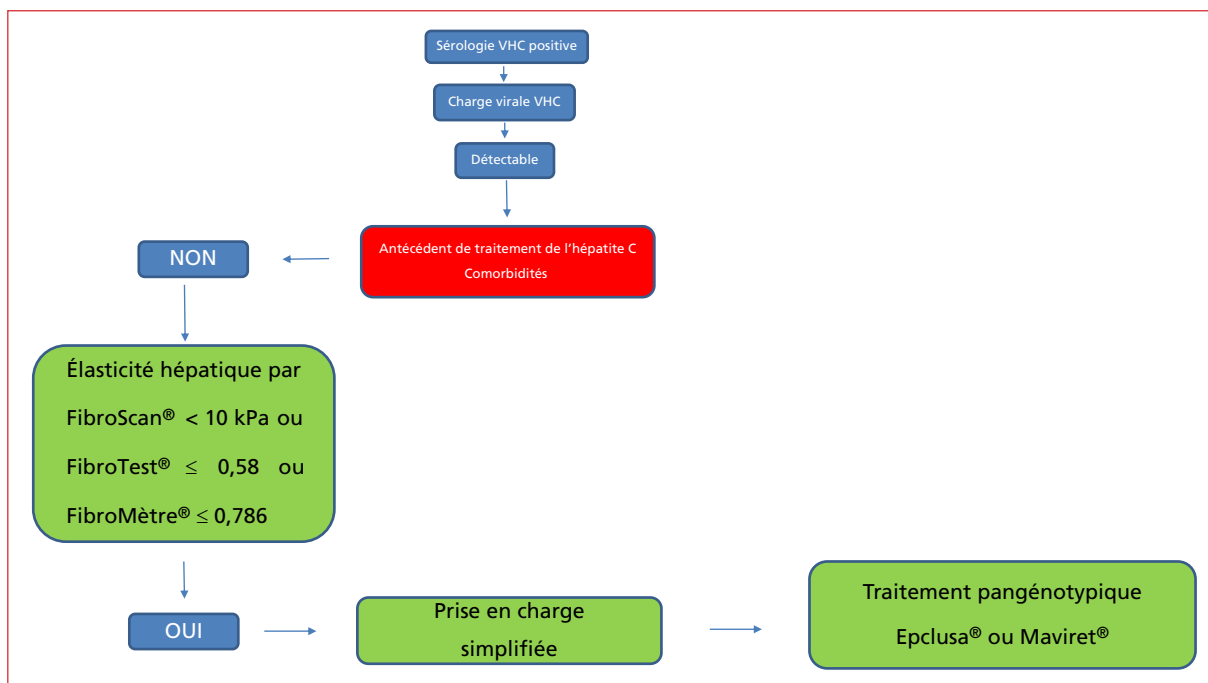 Sérologie VHC positive
Charge virale VHC
Détectable
Antécédent de traitement de l'hépatite C
Comorbidités
NON
Élasticité hépatique par
FibroScan® < 10 kPa ou
FibroTest® ≤ 0,58 ou
FibroMètre® ≤ 0,786
OUI
Prise en charge
simplifiée
Traitement pangénotypique
Epclusa® ou Maviret®